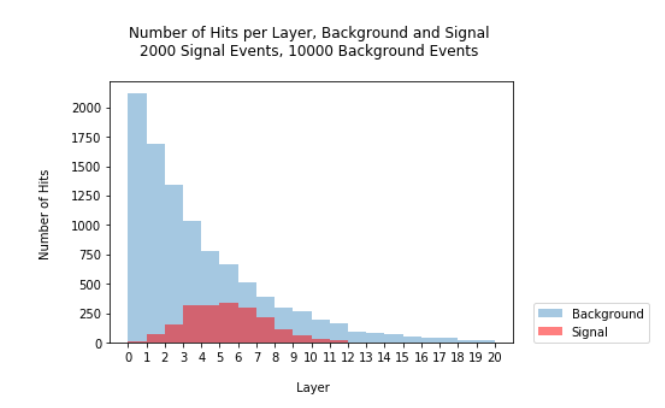 Number of Hits per Layer, Background and Signal
2000 Signal Events, 10000 Background Events
2000
1750
1500
1250
1000
750
500
250
0
Number of Hits
0 1 2 3 4 5 6 7 8 9 10 11 12 13 14 15 16 17 18 19 20
Layer
Background
Signal